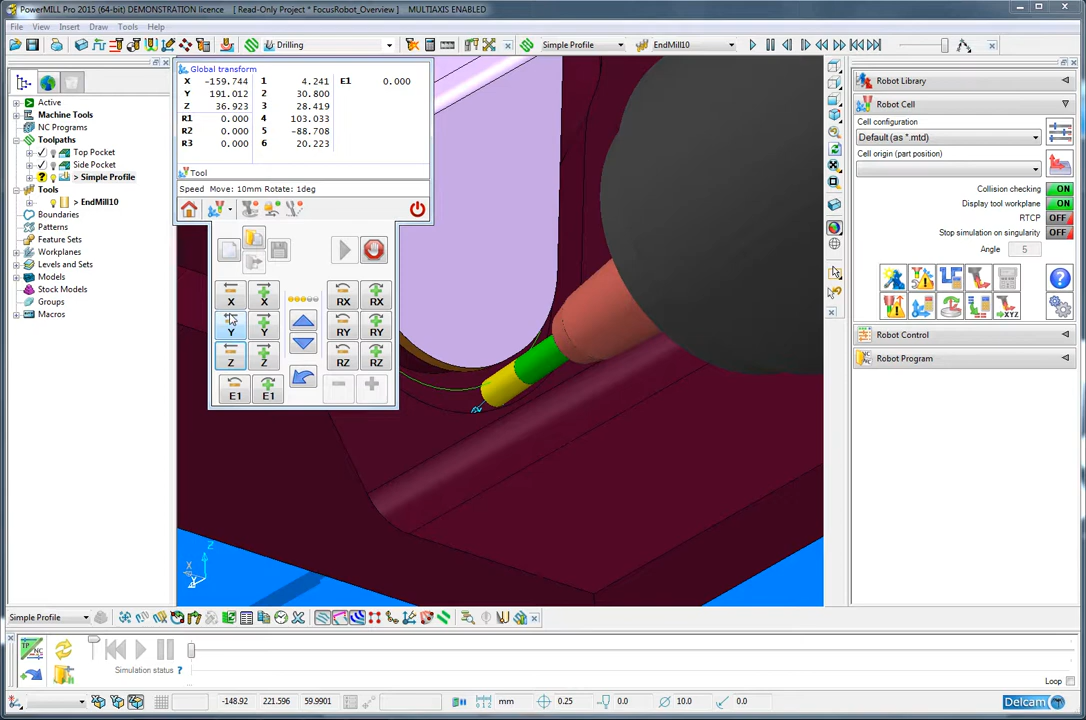 PowerMILL Pro 2015 (64-bit) DEMONSTRATION licence [ Read-Only Project * FocusRobot_Overview ] MULTIAXIS ENABLED
File View Insert Draw Tools Help
Drilling Simple Profile EndMill10
Active
Machine Tools
NC Programs
Toolpaths
Top Pocket
Side Pocket
> Simple Profile
Tools
> EndMill10
Boundaries
Patterns
Feature Sets
Workplanes
Levels and Sets
Models
Stock Models
Groups
Macros
Global transform
X -159.744 1 4.241 E1 0.000
Y 191.012 2 30.800
Z 36.923 3 28.419
R1 0.000 4 103.033
R2 0.000 5 -88.708
R3 0.000 6 20.223
Tool
Speed Move: 10mm Rotate: 1deg
X X RX RX
Y Y RY RY
Z Z RZ RZ
E1 E1
Z
X
Y
Robot Library
Robot Cell
Cell configuration
Default (as *.mtd)
Cell origin (part position)
Collision checking ON
Display tool workplane ON
RTCP OFF
Stop simulation on singularity OFF
Angle 5
XYZ
Robot Control
Robot Program
Simple Profile
TP
NC
Simulation status ?
Loop
-148.92 221.596 59.9901 mm 0.25 0.0 10.0 0.0 Delcam